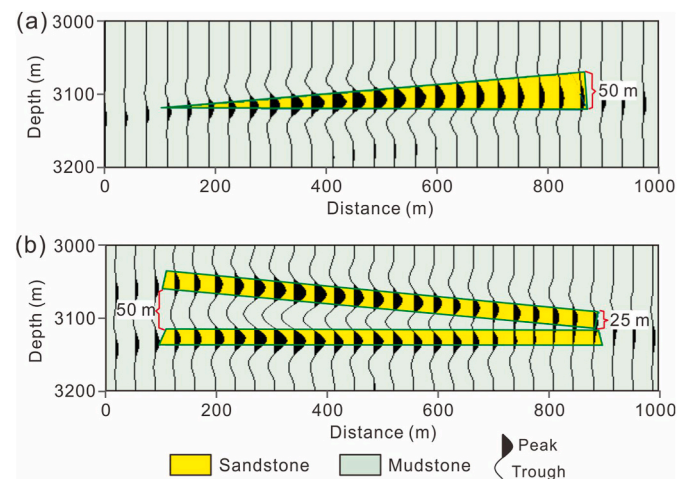 (a)
3000
3100
3200
Depth (m)
50 m
0 200 400 600 800 1000
Distance (m)
(b)
3000
3100
3200
Depth (m)
50 m
25 m
0 200 400 600 800 1000
Distance (m)
Sandstone
Mudstone
Peak
Trough